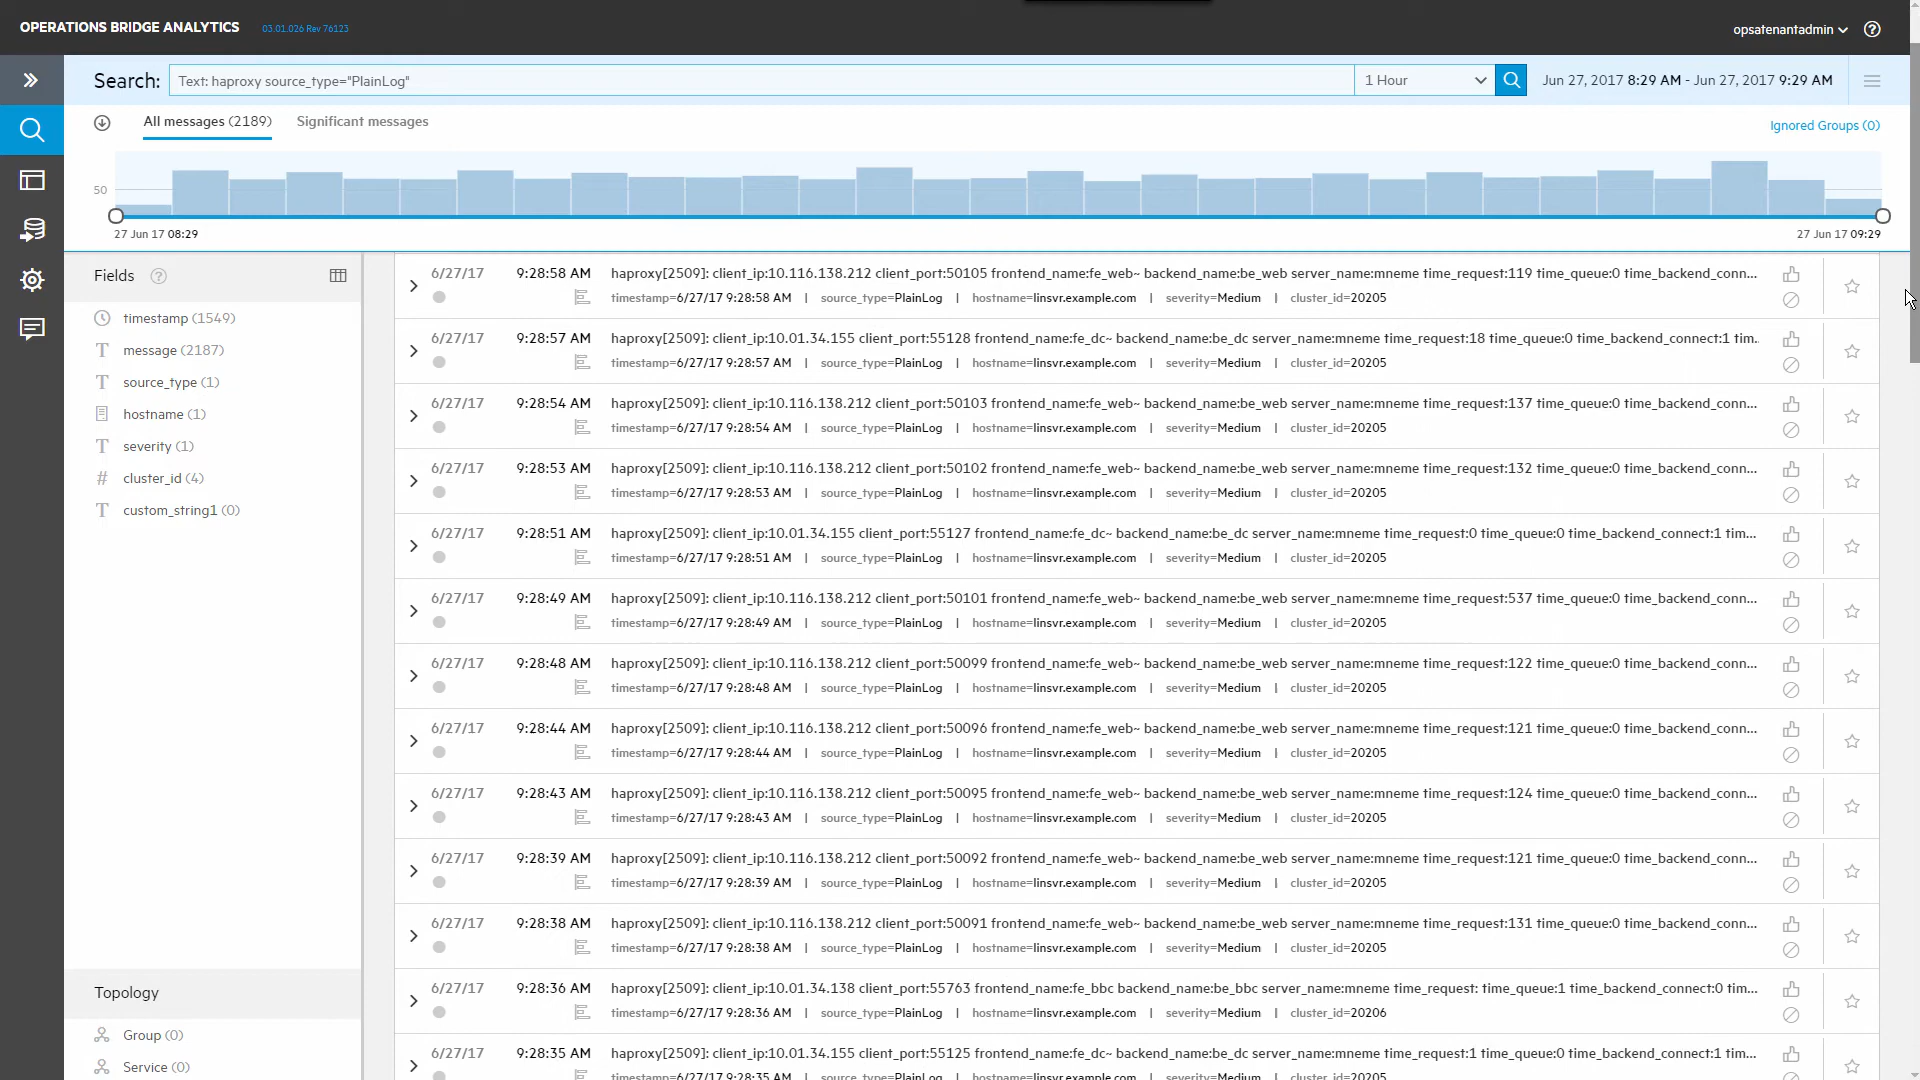 OPERATIONS BRIDGE ANALYTICS 03.01.026 Rev 76123 opsatenantadmin
Search: Text: haproxy source_type="PlainLog" 1 Hour Jun 27, 2017 8:29 AM - Jun 27, 2017 9:29 AM
All messages (2189) Significant messages Ignored Groups (0)
50
27 Jun 17 08:29 27 Jun 17 09:29
Fields ?
timestamp (1549)
message (2187)
source_type (1)
hostname (1)
severity (1)
cluster_id (4)
custom_string1 (0)
Topology
Group (0)
Service (0)
6/27/17 9:28:58 AM haproxy[2509]: client_ip:10.116.138.212 client_port:50105 frontend_name:fe_web~ backend_name:be_web server_name:mneme time_request:119 time_queue:0 time_backend_conn...
timestamp=6/27/17 9:28:58 AM | source_type=PlainLog | hostname=linsvr.example.com | severity=Medium | cluster_id=20205
6/27/17 9:28:57 AM haproxy[2509]: client_ip:10.01.34.155 client_port:55128 frontend_name:fe_dc~ backend_name:be_dc server_name:mneme time_request:18 time_queue:0 time_backend_connect:1 tim..
timestamp=6/27/17 9:28:57 AM | source_type=PlainLog | hostname=linsvr.example.com | severity=Medium | cluster_id=20205
6/27/17 9:28:54 AM haproxy[2509]: client_ip:10.116.138.212 client_port:50103 frontend_name:fe_web~ backend_name:be_web server_name:mneme time_request:137 time_queue:0 time_backend_conn...
timestamp=6/27/17 9:28:54 AM | source_type=PlainLog | hostname=linsvr.example.com | severity=Medium | cluster_id=20205
6/27/17 9:28:53 AM haproxy[2509]: client_ip:10.116.138.212 client_port:50102 frontend_name:fe_web~ backend_name:be_web server_name:mneme time_request:132 time_queue:0 time_backend_conn...
timestamp=6/27/17 9:28:53 AM | source_type=PlainLog | hostname=linsvr.example.com | severity=Medium | cluster_id=20205
6/27/17 9:28:51 AM haproxy[2509]: client_ip:10.01.34.155 client_port:55127 frontend_name:fe_dc~ backend_name:be_dc server_name:mneme time_request:0 time_queue:0 time_backend_connect:1 tim...
timestamp=6/27/17 9:28:51 AM | source_type=PlainLog | hostname=linsvr.example.com | severity=Medium | cluster_id=20205
6/27/17 9:28:49 AM haproxy[2509]: client_ip:10.116.138.212 client_port:50101 frontend_name:fe_web~ backend_name:be_web server_name:mneme time_request:537 time_queue:0 time_backend_conn...
timestamp=6/27/17 9:28:49 AM | source_type=PlainLog | hostname=linsvr.example.com | severity=Medium | cluster_id=20205
6/27/17 9:28:48 AM haproxy[2509]: client_ip:10.116.138.212 client_port:50099 frontend_name:fe_web~ backend_name:be_web server_name:mneme time_request:122 time_queue:0 time_backend_conn...
timestamp=6/27/17 9:28:48 AM | source_type=PlainLog | hostname=linsvr.example.com | severity=Medium | cluster_id=20205
6/27/17 9:28:44 AM haproxy[2509]: client_ip:10.116.138.212 client_port:50096 frontend_name:fe_web~ backend_name:be_web server_name:mneme time_request:121 time_queue:0 time_backend_conn...
timestamp=6/27/17 9:28:44 AM | source_type=PlainLog | hostname=linsvr.example.com | severity=Medium | cluster_id=20205
6/27/17 9:28:43 AM haproxy[2509]: client_ip:10.116.138.212 client_port:50095 frontend_name:fe_web~ backend_name:be_web server_name:mneme time_request:124 time_queue:0 time_backend_conn...
timestamp=6/27/17 9:28:43 AM | source_type=PlainLog | hostname=linsvr.example.com | severity=Medium | cluster_id=20205
6/27/17 9:28:39 AM haproxy[2509]: client_ip:10.116.138.212 client_port:50092 frontend_name:fe_web~ backend_name:be_web server_name:mneme time_request:121 time_queue:0 time_backend_conn...
timestamp=6/27/17 9:28:39 AM | source_type=PlainLog | hostname=linsvr.example.com | severity=Medium | cluster_id=20205
6/27/17 9:28:38 AM haproxy[2509]: client_ip:10.116.138.212 client_port:50091 frontend_name:fe_web~ backend_name:be_web server_name:mneme time_request:131 time_queue:0 time_backend_conn...
timestamp=6/27/17 9:28:38 AM | source_type=PlainLog | hostname=linsvr.example.com | severity=Medium | cluster_id=20205
6/27/17 9:28:36 AM haproxy[2509]: client_ip:10.01.34.138 client_port:55763 frontend_name:fe_bbc backend_name:be_bbc server_name:mneme time_request: time_queue:1 time_backend_connect:0 tim...
timestamp=6/27/17 9:28:36 AM | source_type=PlainLog | hostname=linsvr.example.com | severity=Medium | cluster_id=20206
6/27/17 9:28:35 AM haproxy[2509]: client_ip:10.01.34.155 client_port:55125 frontend_name:fe_dc~ backend_name:be_dc server_name:mneme time_request:1 time_queue:0 time_backend_connect:1 tim...
timestamp=6/27/17 9:28:35 AM | source_type=PlainLog | hostname=linsvr.example.com | severity=Medium | cluster_id=20205